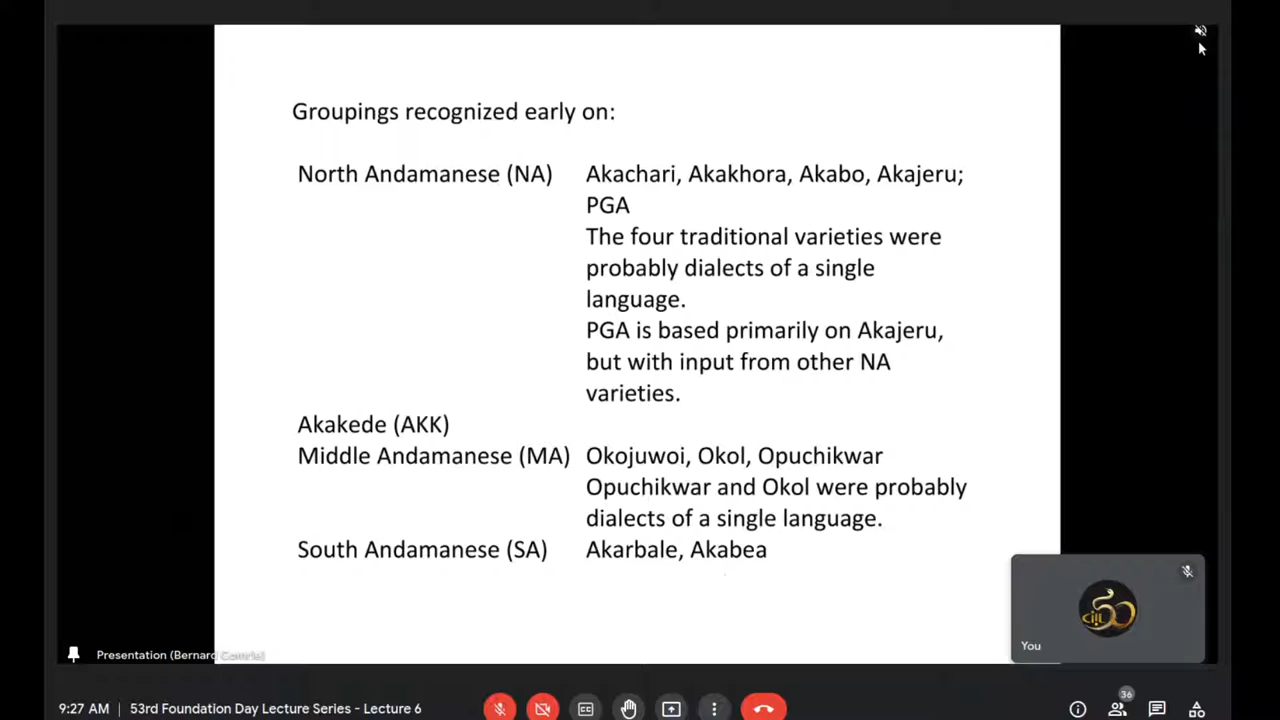 Groupings recognized early on:
North Andamanese (NA) Akachari, Akakhora, Akabo, Akajeru;
PGA
The four traditional varieties were
probably dialects of a single
language.
PGA is based primarily on Akajeru,
but with input from other NA
varieties.
Akakede (AKK)
Middle Andamanese (MA) Okojuwoi, Okol, Opuchikwar
Opuchikwar and Okol were probably
dialects of a single language.
South Andamanese (SA) Akarbale, Akabea
50
You
Presentation (Bernard Comrie)
36
9:27 AM | 53rd Foundation Day Lecture Series - Lecture 6